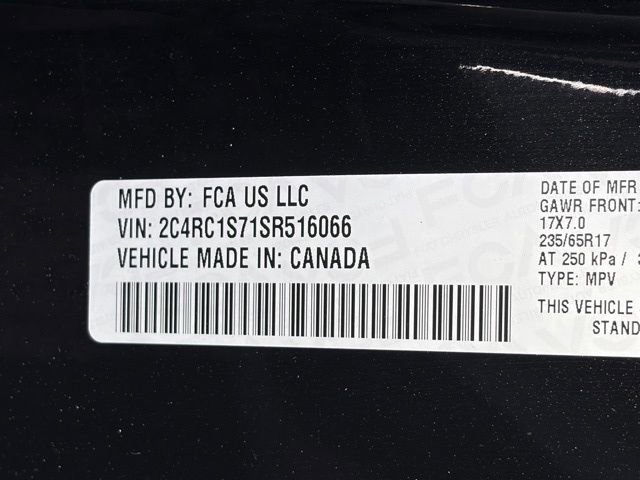 MFD BY: FCA US LLC
VIN: 2C4RC1S71SR516066
VEHICLE MADE IN: CANADA
DATE OF MFR
GAWR FRONT:
17X7.0
235/65R17
AT 250 kPa /
TYPE: MPV
THIS VEHICLE
STAND